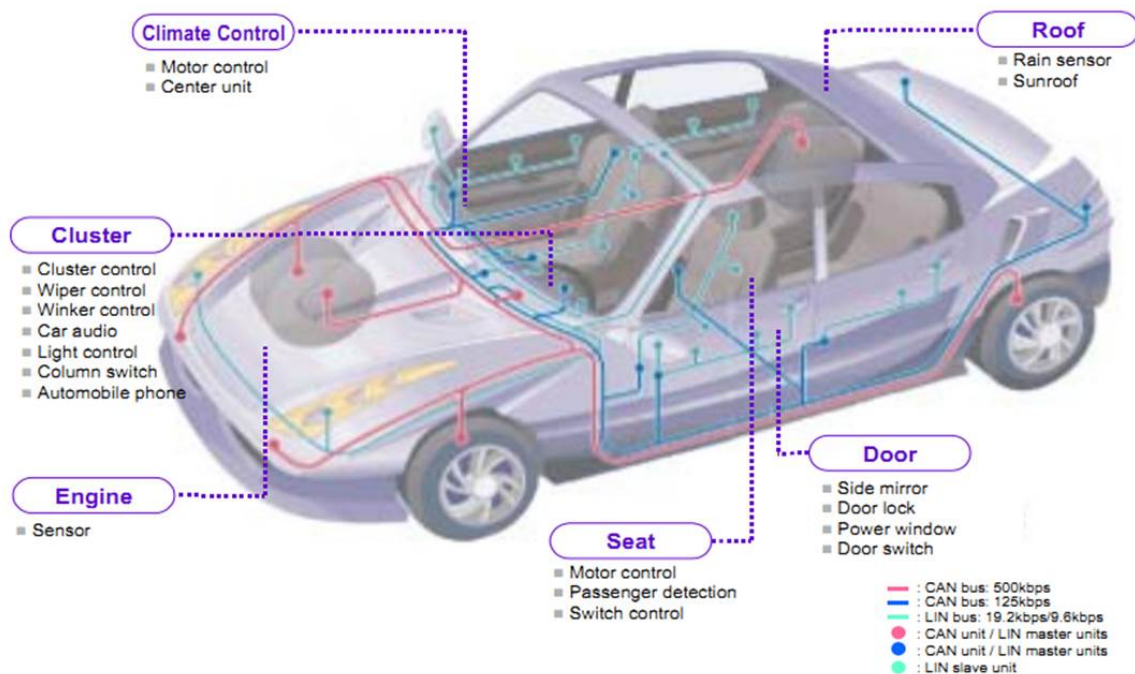 Climate Control
Motor control
Center unit
Roof
Rain sensor
Sunroof
Cluster
Cluster control
Wiper control
Winker control
Car audio
Light control
Column switch
Automobile phone
Engine
Sensor
Seat
Motor control
Passenger detection
Switch control
Door
Side mirror
Door lock
Power window
Door switch
: CAN bus: 500kbps
: CAN bus: 125kbps
: LIN bus: 19.2kbps/9.6kbps
: CAN unit / LIN master units
: CAN unit / LIN master units
: LIN slave unit